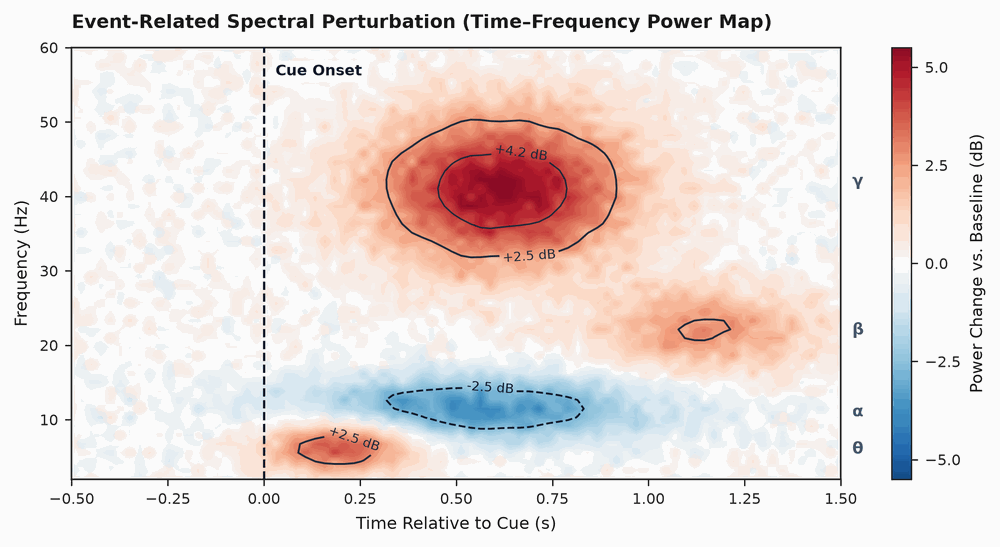 Event-Related Spectral Perturbation (Time–Frequency Power Map)
Cue Onset
+4.2 dB
+2.5 dB
-2.5 dB
+2.5 dB
60
50
40
30
20
10
Frequency (Hz)
−0.50
−0.25
0.00
0.25
0.50
0.75
1.00
1.25
1.50
Time Relative to Cue (s)
γ
β
α
θ
5.0
2.5
0.0
−2.5
−5.0
Power Change vs. Baseline (dB)